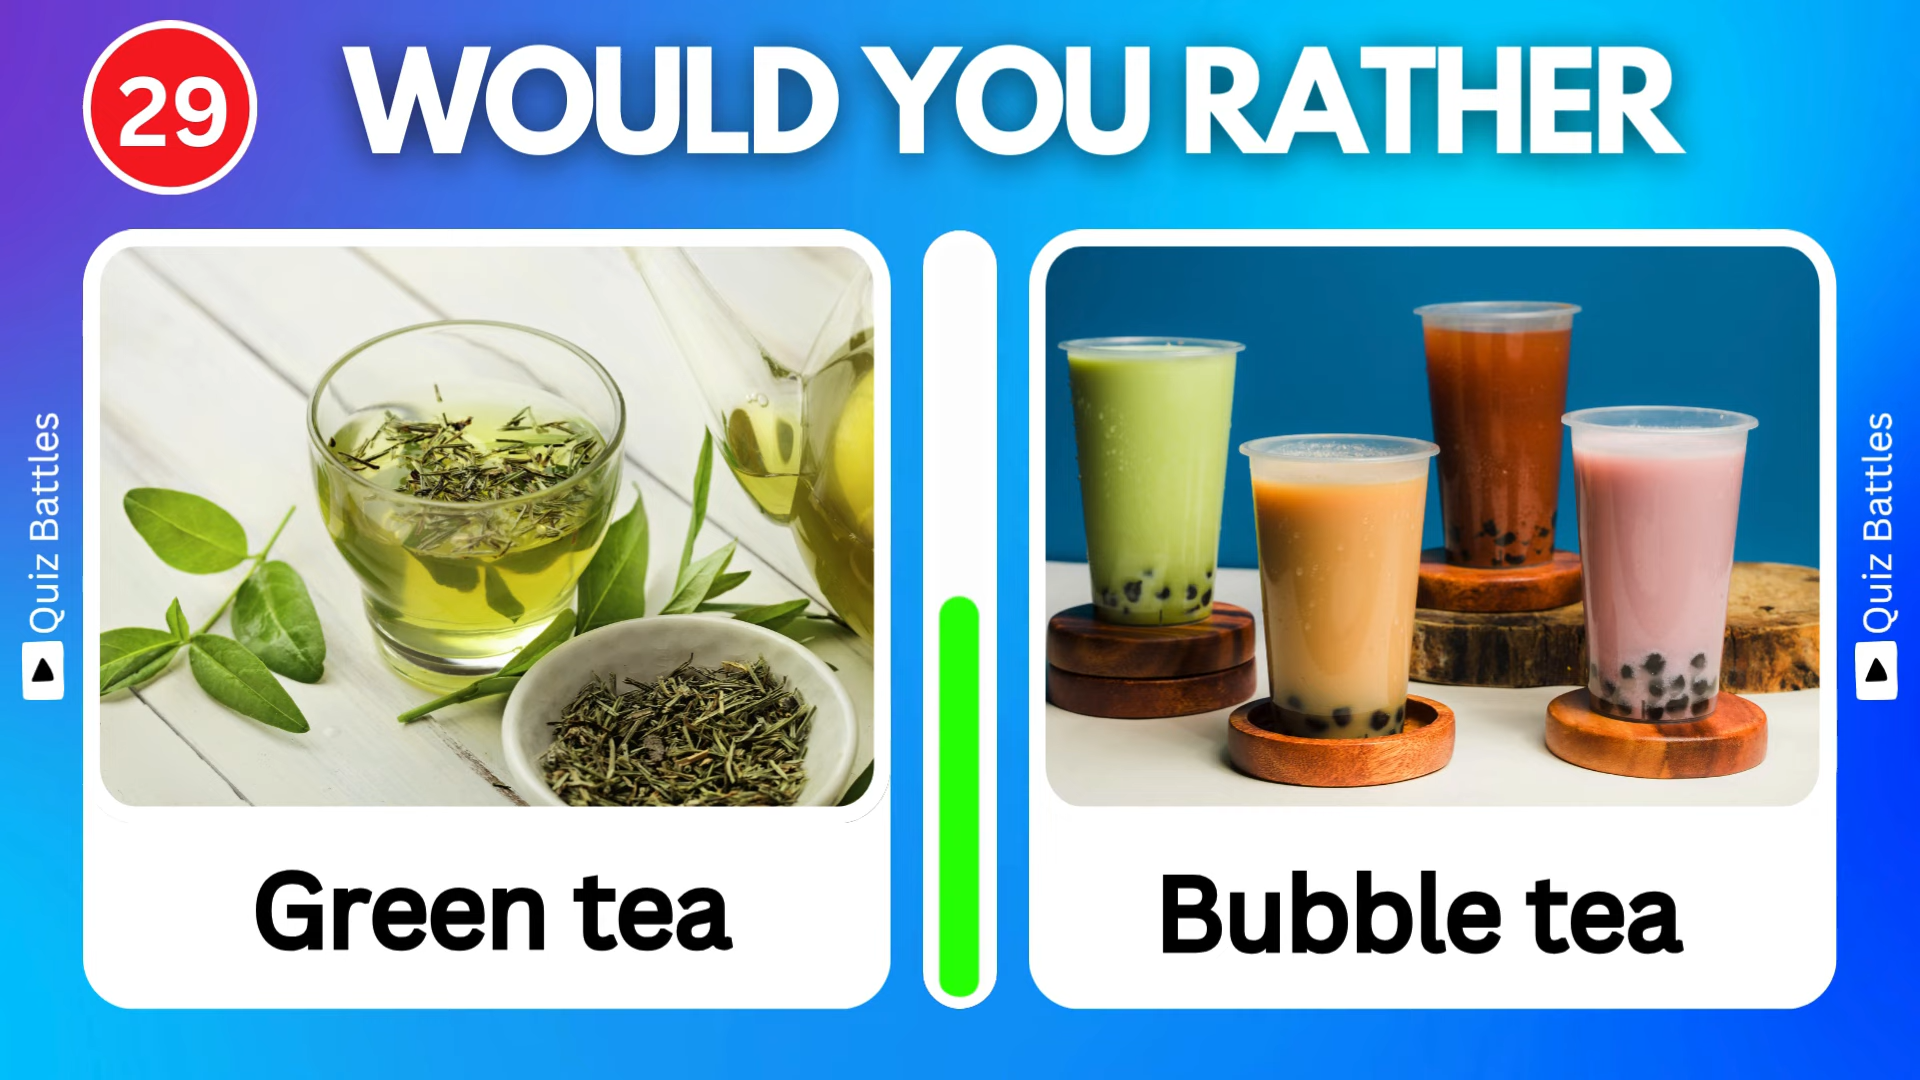 29
WOULD YOU RATHER
Quiz Battles
Quiz Battles
Green tea
Bubble tea